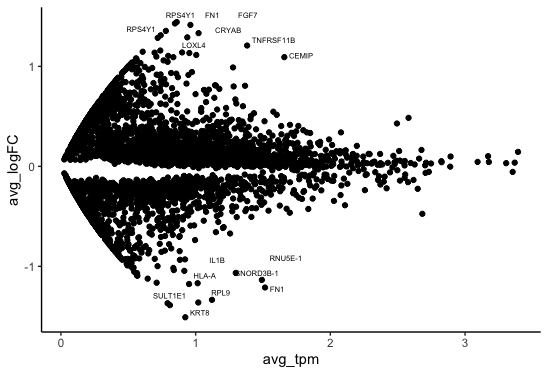 RPS4Y1 FN1 FGF7
RPS4Y1 CRYAB
TNFRSF11B
LOXL4
CEMIP
1
0
-1
avg_logFC
IL1B RNU5E-1
HLA-A SNORD3B-1
RPL9 FN1
SULT1E1
KRT8
0 1 2 3
avg_tpm